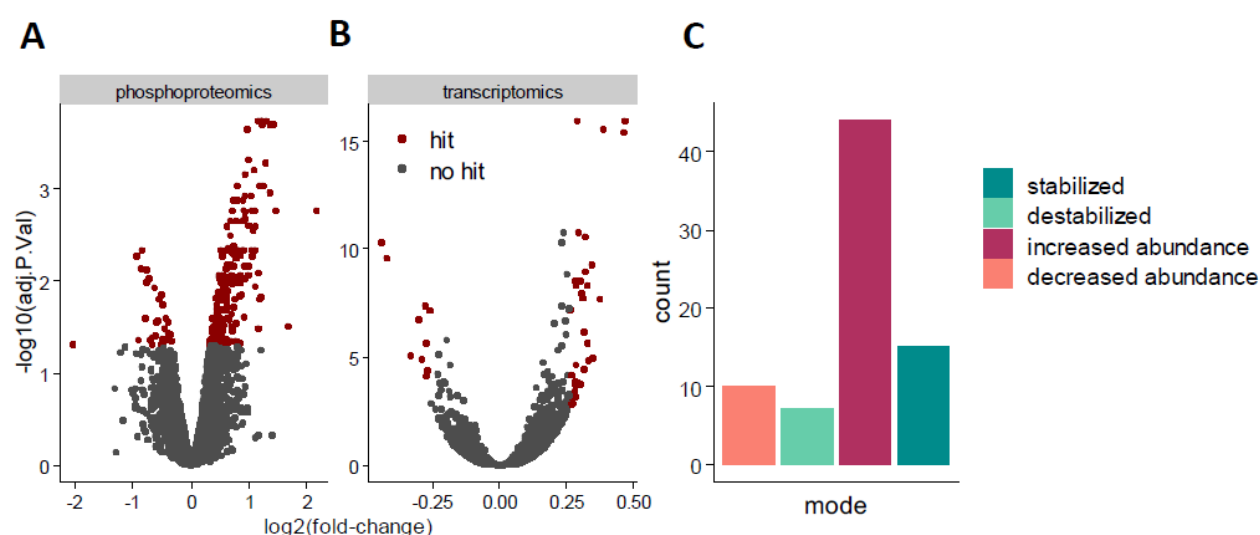 A
B
C
phosphoproteomics
transcriptomics
-log10(adj.P.Val)
3
2
1
0
-2
-1
0
1
2
15
10
5
0
hit
no hit
-0.25
0.00
0.25
0.50
log2(fold-change)
count
40
30
20
10
0
mode
stabilized
destabilized
increased abundance
decreased abundance